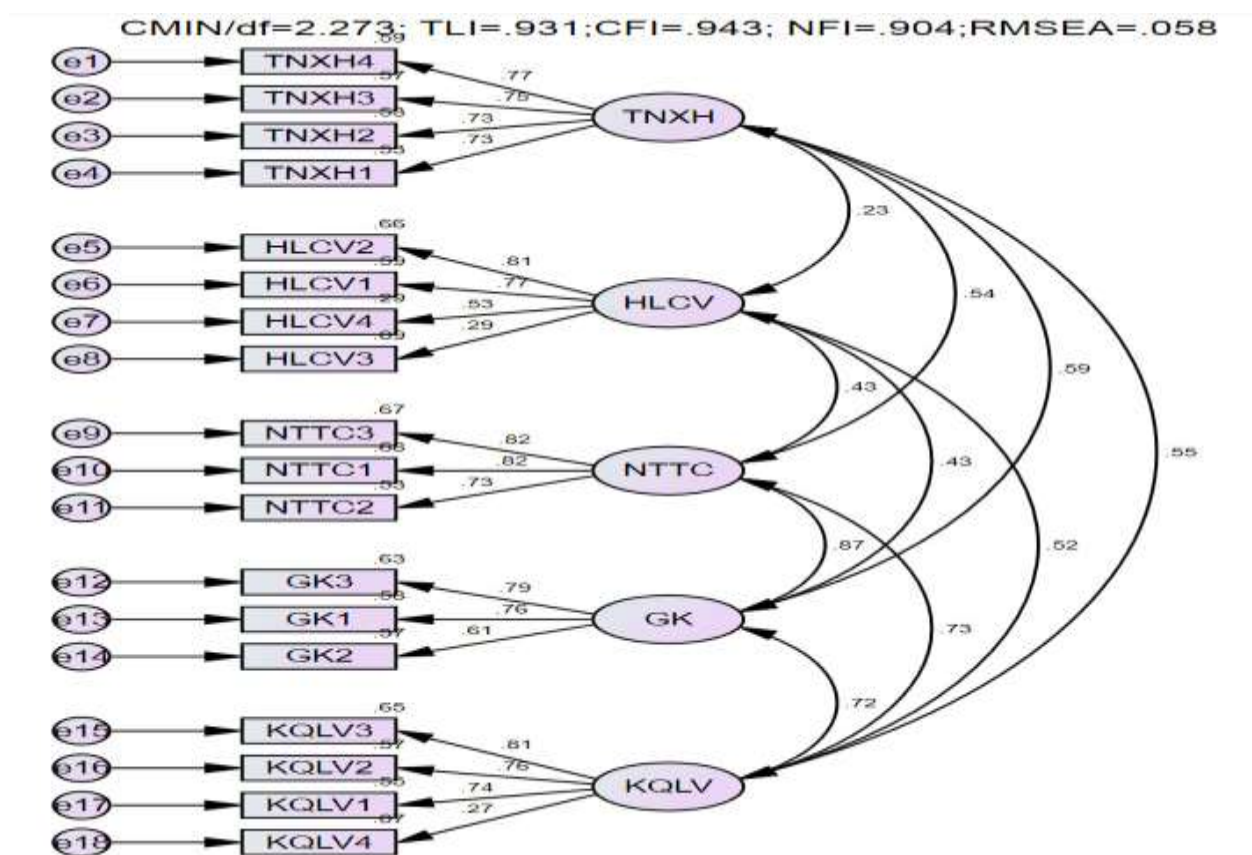 CMIN/df=2.273; TLI=.931;CFI=.943; NFI=.904;RMSEA=.058
e1 TNXH4 .77
e2 TNXH3 .75
e3 TNXH2 .73
e4 TNXH1 .73
TNXH
.23
.66
e5 HLCV2 .81
e6 HLCV1 .77
e7 HLCV4 .53
e8 HLCV3 .29
HLCV
.54
.59
.43
.67
e9 NTTC3 .82
e10 NTTC1 .82
e11 NTTC2 .73
NTTC
.43
.55
.87
.52
.63
e12 GK3 .79
e13 GK1 .76
e14 GK2 .61
GK
.73
.72
.65
e15 KQLV3 .81
e16 KQLV2 .76
e17 KQLV1 .74
e18 KQLV4 .27
KQLV